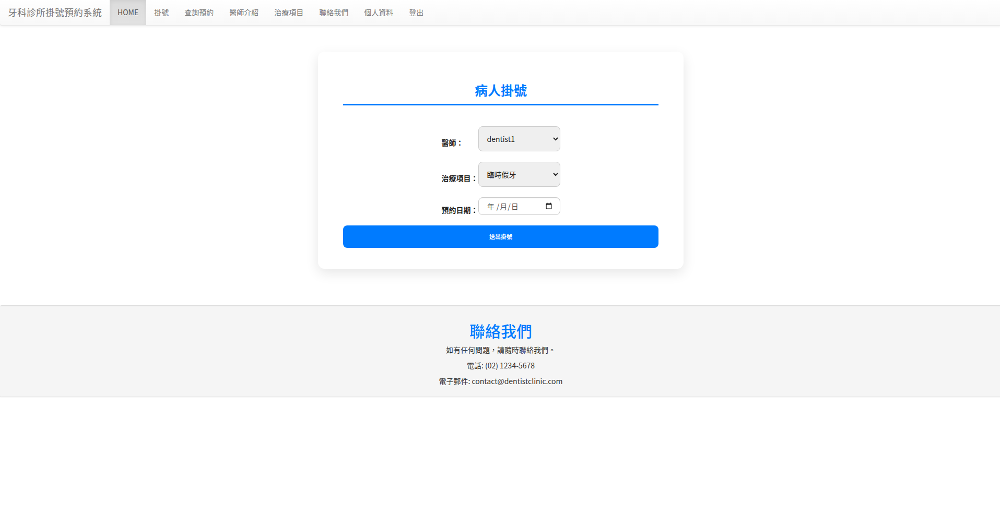 牙科診所掛號預約系統 HOME 掛號 查詢預約 醫師介紹 治療項目 聯絡我們 個人資料 登出
病人掛號
醫師： dentist1
治療項目： 臨時假牙
預約日期： 年 /月/日
送出掛號
聯絡我們
如有任何問題，請隨時聯絡我們。
電話: (02) 1234-5678
電子郵件: contact@dentistclinic.com